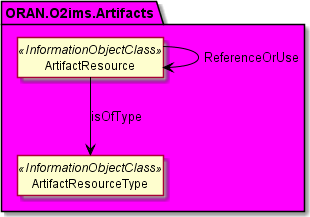 ORAN.O2ims.Artifacts
«InformationObjectClass»
ArtifactResource
ReferenceOrUse
isOfType
«InformationObjectClass»
ArtifactResourceType